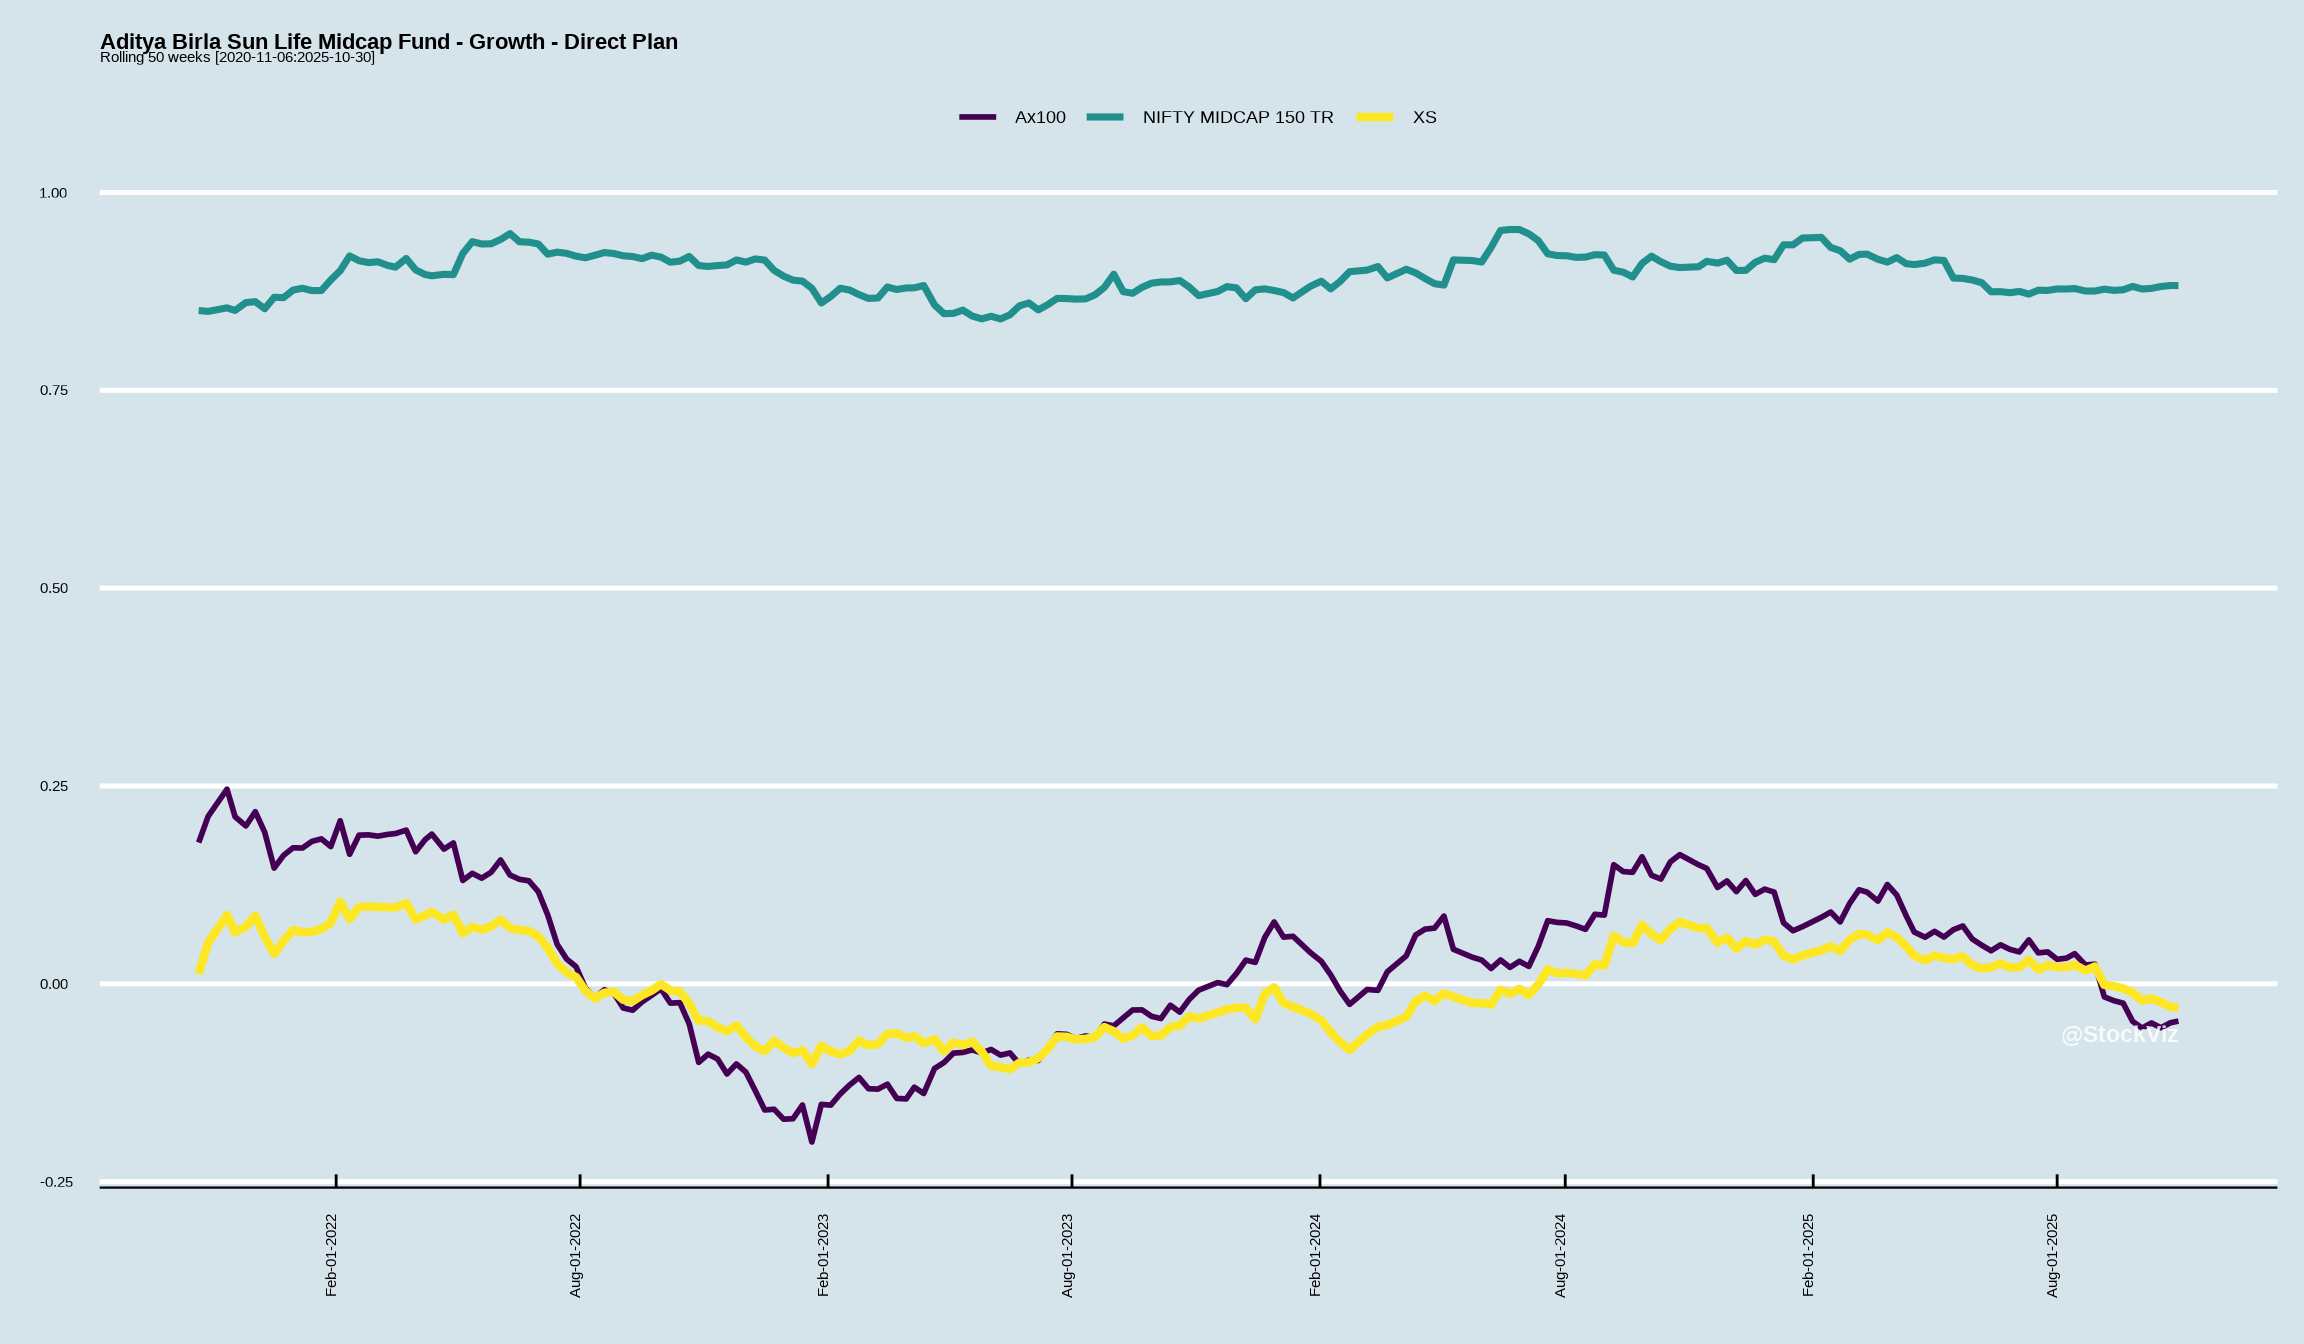 Aditya Birla Sun Life Midcap Fund - Growth - Direct Plan
Rolling 50 weeks [2020-11-06:2025-10-30]
Ax100 NIFTY MIDCAP 150 TR XS
1.00
0.75
0.50
0.25
0.00
-0.25
@StockViz
Feb-01-2022
Aug-01-2022
Feb-01-2023
Aug-01-2023
Feb-01-2024
Aug-01-2024
Feb-01-2025
Aug-01-2025